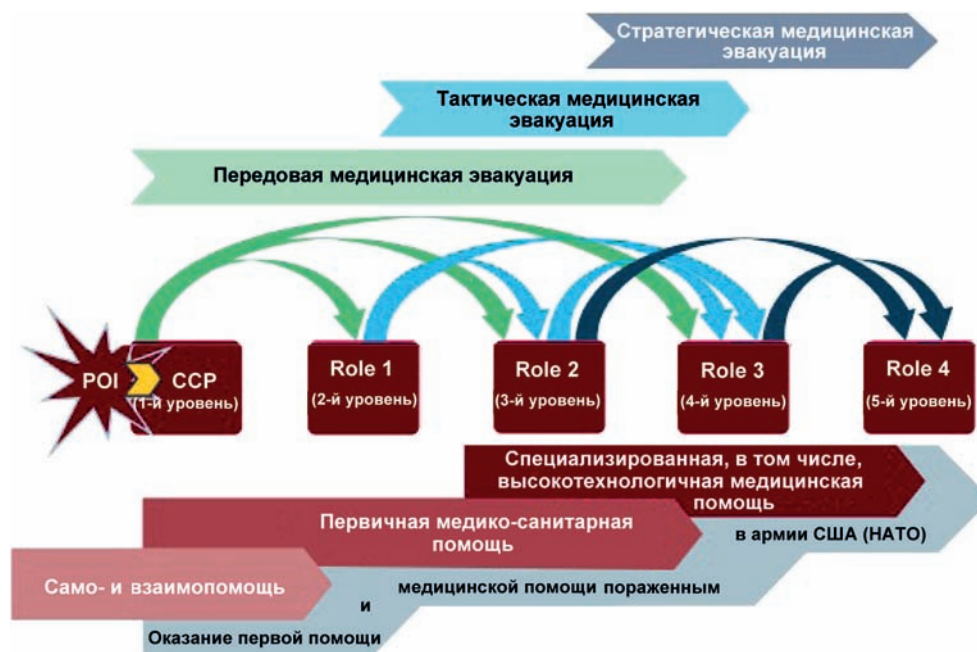 Стратегическая медицинская
эвакуация
Тактическая медицинская
эвакуация
Передовая медицинская эвакуация
POI
CCP
(1-й уровень)
Role 1
(2-й уровень)
Role 2
(3-й уровень)
Role 3
(4-й уровень)
Role 4
(5-й уровень)
Специализированная, в том числе,
высокотехнологичная медицинская
помощь
Первичная медико-санитарная
помощь
Само- и взаимопомощь
Оказание первой помощи
и
медицинской помощи пораженным
в армии США (НАТО)